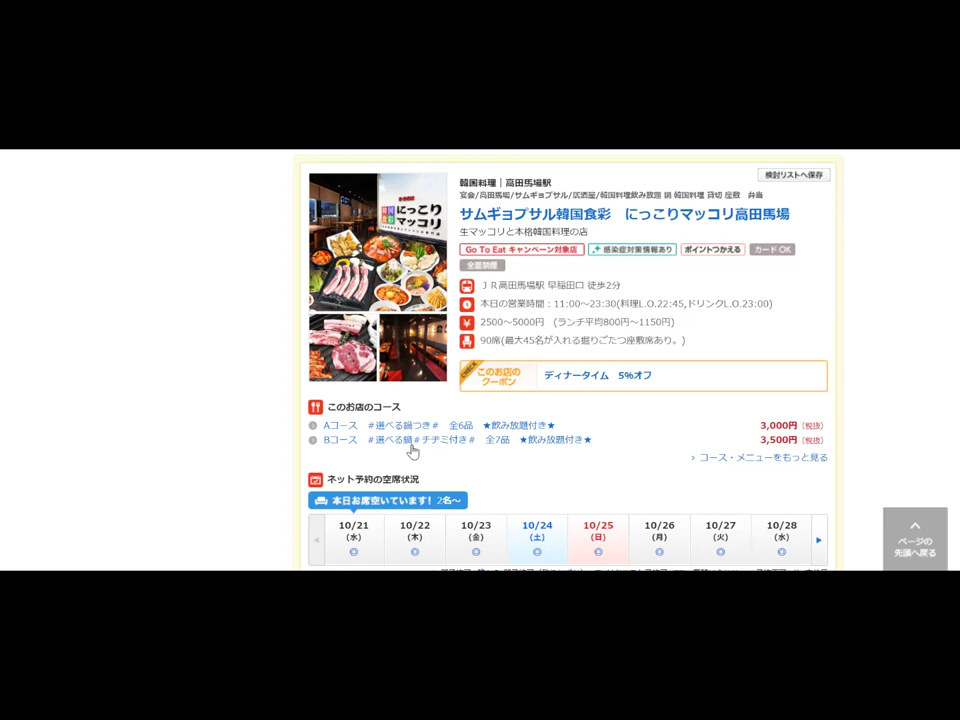 検討リストへ保存
韓国料理｜高田馬場駅
宴会/高田馬場/サムギョプサル/居酒屋/韓国料理飲み放題 鍋 韓国料理 貸切 座敷　弁当
サムギョプサル韓国食彩　にっこりマッコリ高田馬場
生マッコリと本格韓国料理の店
Go To Eat キャンペーン対象店 感染症対策情報あり ポイントつかえる カードOK
全面禁煙
にっこり
マッコリ
ＪＲ高田馬場駅 早稲田口 徒歩2分
本日の営業時間：11:00～23:30(料理L.O.22:45,ドリンクL.O.23:00)
2500～5000円　(ランチ平均800円～1150円)
90席(最大45名が入れる掘りごたつ座敷席あり。)
CHECK このお店のクーポン ディナータイム　5%オフ
このお店のコース
Aコース　＃選べる鍋つき＃　全6品　★飲み放題付き★ 3,000円（税抜）
Bコース　＃選べる鍋＃チヂミ付き＃　全7品　★飲み放題付き★ 3,500円（税抜）
› コース・メニューをもっと見る
ネット予約の空席状況
本日お席空いています！2名～
10/21 10/22 10/23 10/24 10/25 10/26 10/27 10/28
(水) (木) (金) (土) (日) (月) (火) (水)
◎ ◎ ◎ ◎ ◎ ◎ ◎ ◎
ページの
先頭へ戻る